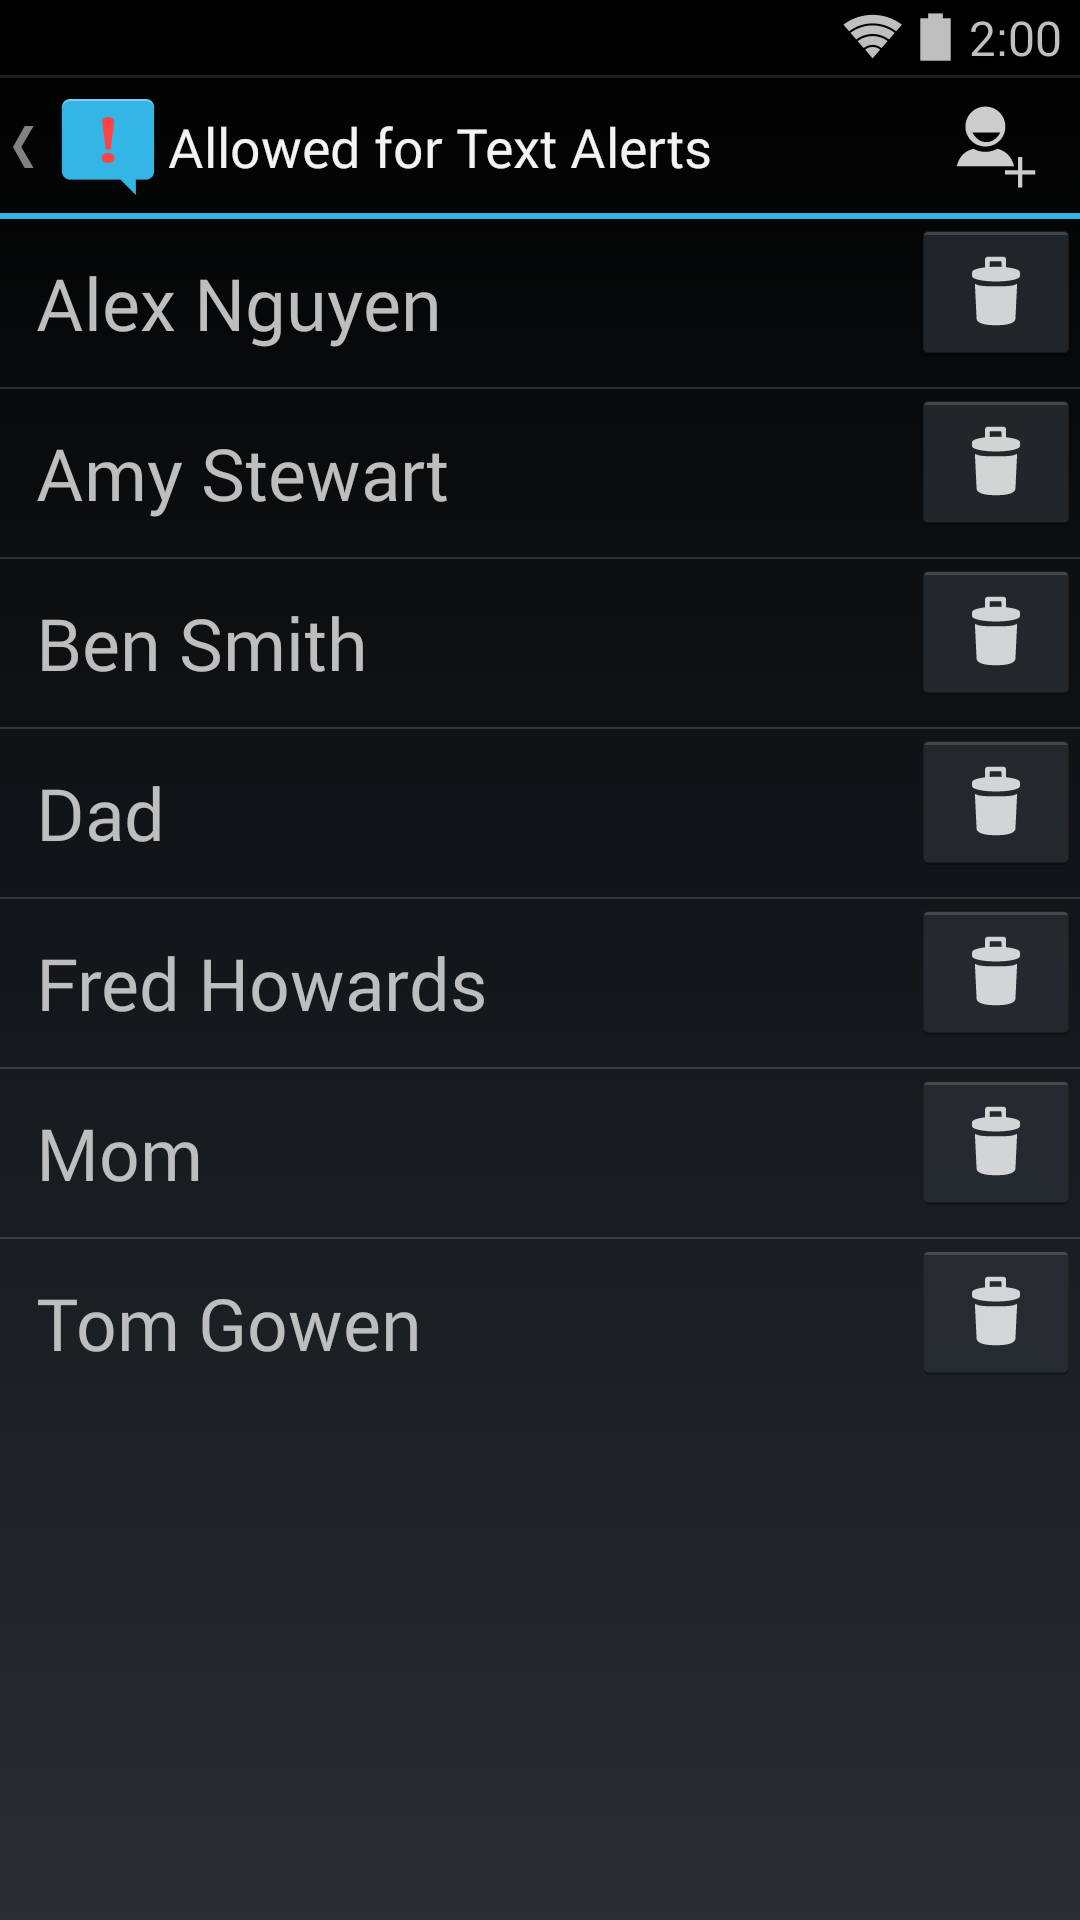 2:00
Allowed for Text Alerts
Alex Nguyen
Amy Stewart
Ben Smith
Dad
Fred Howards
Mom
Tom Gowen